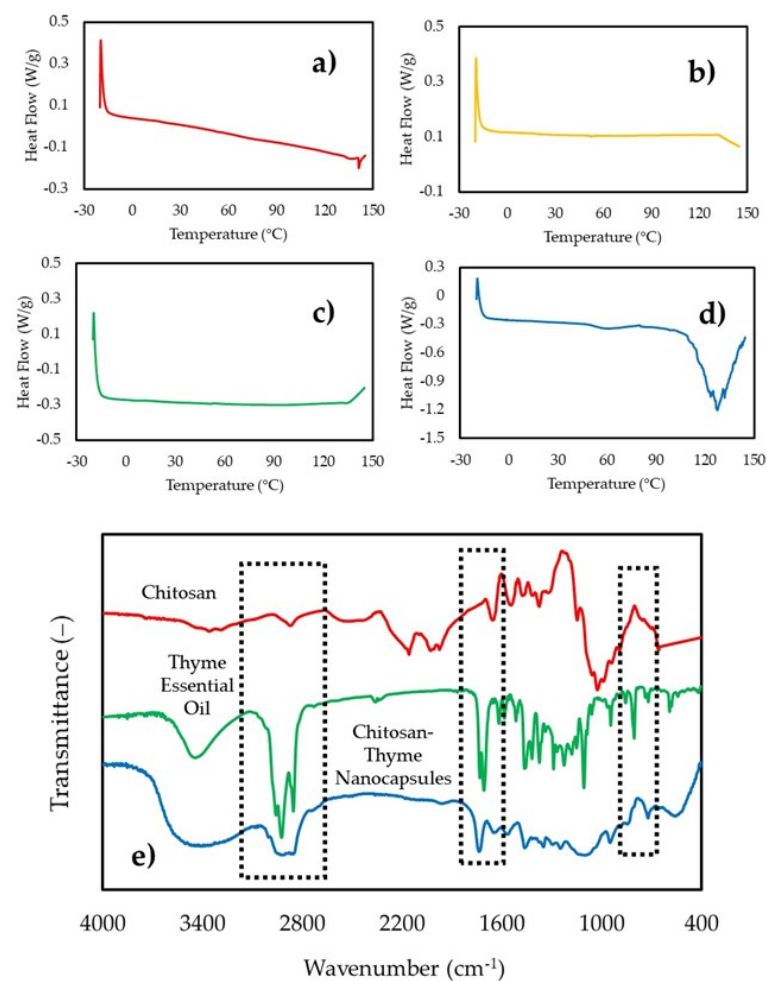 0.5
0.3
0.1
-0.1
-0.3
Heat Flow (W/g)
a)
-30 0 30 60 90 120 150
Temperature (°C)
0.5
0.3
0.1
-0.1
Heat Flow (W/g)
b)
-30 0 30 60 90 120 150
Temperature (°C)
0.5
0.3
0.1
-0.1
-0.3
-0.5
Heat Flow (W/g)
c)
-30 0 30 60 90 120 150
Temperature (°C)
0.3
0
-0.3
-0.6
-0.9
-1.2
-1.5
Heat Flow (W/g)
d)
-30 0 30 60 90 120 150
Temperature (°C)
Transmittance (–)
Chitosan
Thyme
Essential
Oil
Chitosan-
Thyme
Nanocapsules
e)
4000 3400 2800 2200 1600 1000 400
Wavenumber (cm⁻¹)